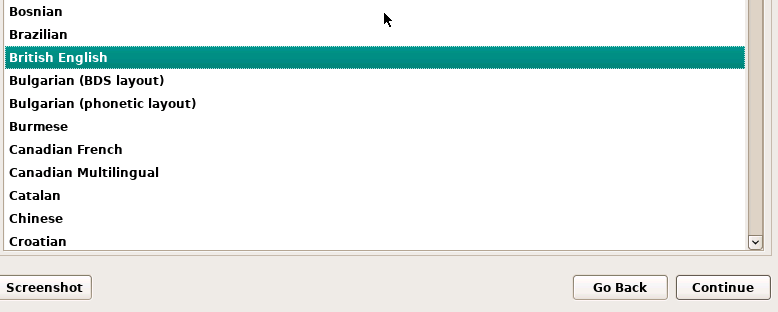 Bosnian
Brazilian
British English
Bulgarian (BDS layout)
Bulgarian (phonetic layout)
Burmese
Canadian French
Canadian Multilingual
Catalan
Chinese
Croatian
Screenshot Go Back Continue